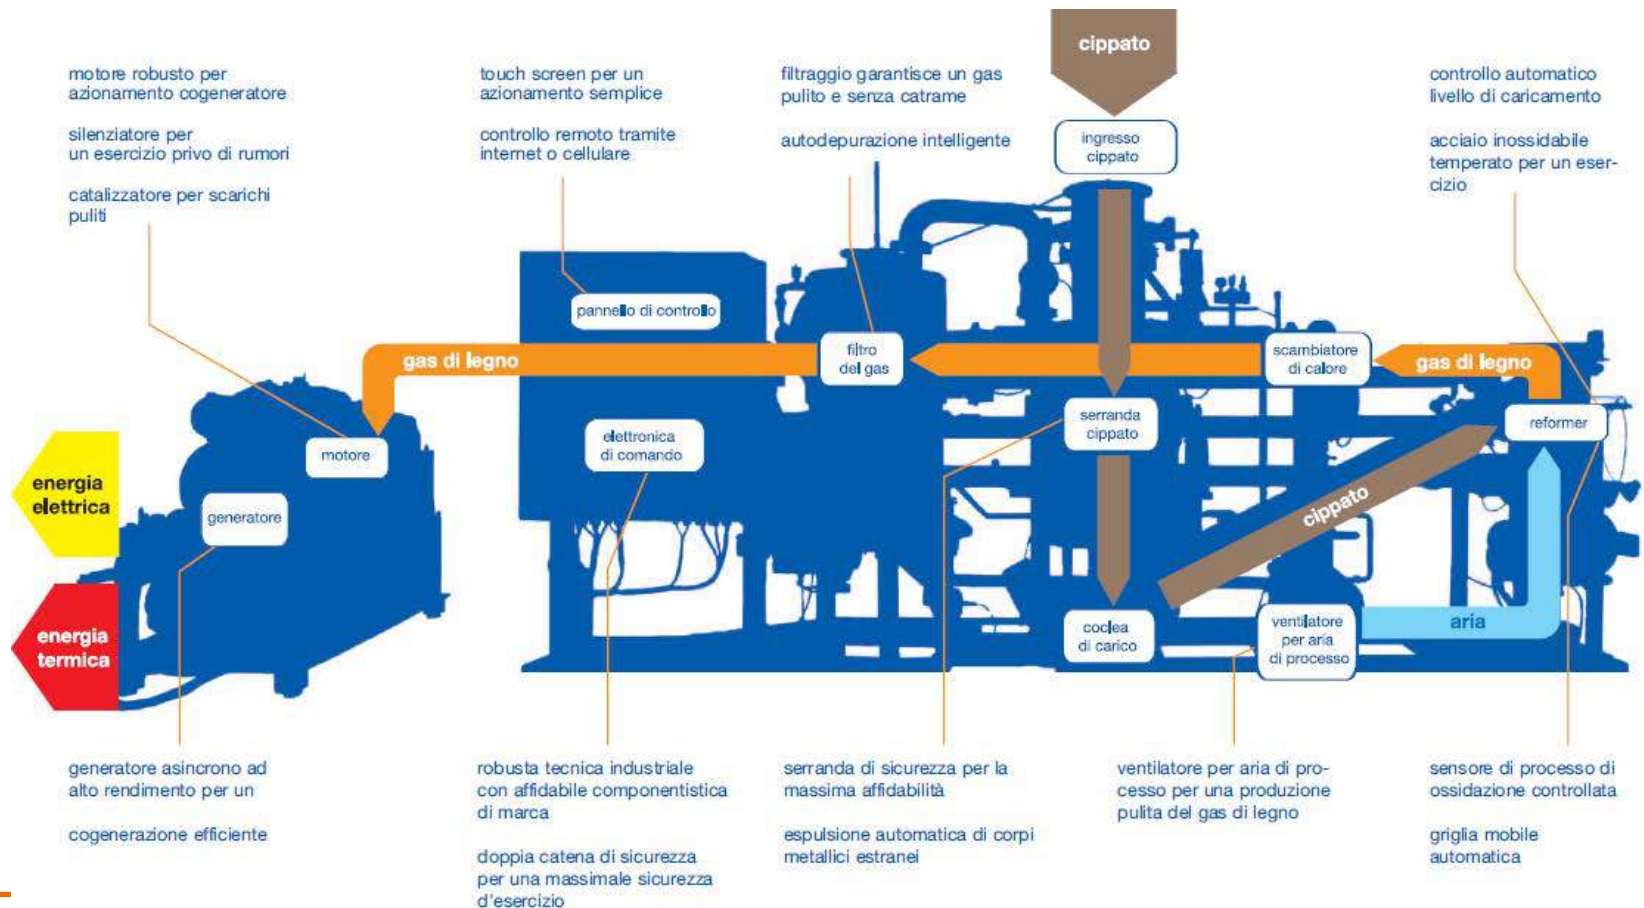 cippato
motore robusto per
azionamento cogeneratore
silenziatore per
un esercizio privo di rumori
catalizzatore per scarichi
puliti
touch screen per un
azionamento semplice
controllo remoto tramite
internet o cellulare
filtraggio garantisce un gas
pulito e senza catrame
autodepurazione intelligente
ingresso
cippato
controllo automatico
livello di caricamento
acciaio inossidabile
temperato per un eser-
cizio
pannello di controllo
gas di legno
filtro
del gas
scambiatore
di calore
gas di legno
serranda
cippato
reformer
elettronica
di comando
motore
energia
elettrica
generatore
cippato
energia
termica
coclea
di carico
ventilatore
per aria
di processo
aria
generatore asincrono ad
alto rendimento per un
cogenerazione efficiente
robusta tecnica industriale
con affidabile componentistica
di marca
doppia catena di sicurezza
per una massimale sicurezza
d'esercizio
serranda di sicurezza per la
massima affidabilità
espulsione automatica di corpi
metallici estranei
ventilatore per aria di pro-
cesso per una produzione
pulita del gas di legno
sensore di processo di
ossidazione controllata
griglia mobile
automatica